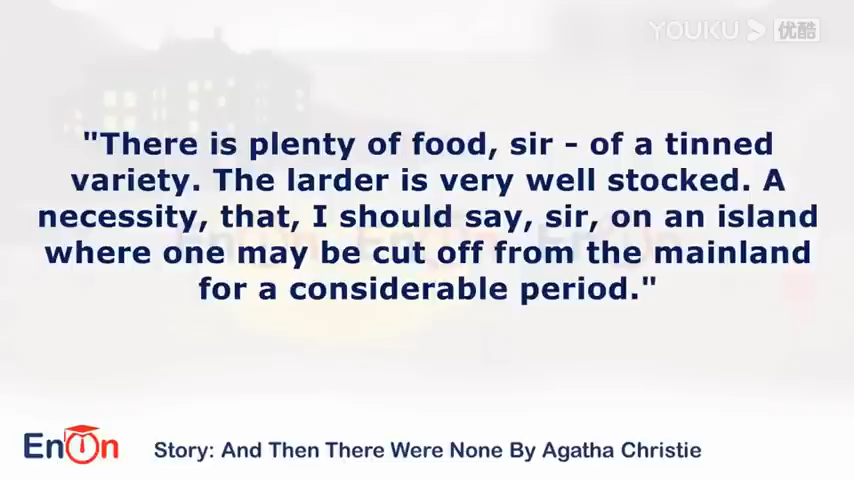 YOUKU 优酷
"There is plenty of food, sir - of a tinned
variety. The larder is very well stocked. A
necessity, that, I should say, sir, on an island
where one may be cut off from the mainland
for a considerable period."
EnOn Story: And Then There Were None By Agatha Christie